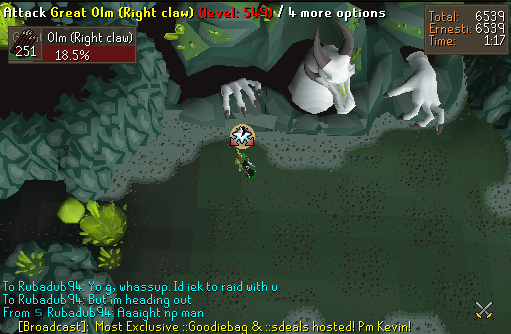 Attack Great Olm (Right claw) (level: 549) / 4 more options
Total: 6539
Ernesti: 6539
Time: 1:17
Olm (Right claw)
251
18.5%
To Rubadub94: Yo g, whassup. Id iek to raid with u
To Rubadub94: But im heading out
From S Rubadub94: Aaaight np man
[Broadcast]: Most Exclusive ::Goodiebag & ::sdeals hosted! Pm Kevin!